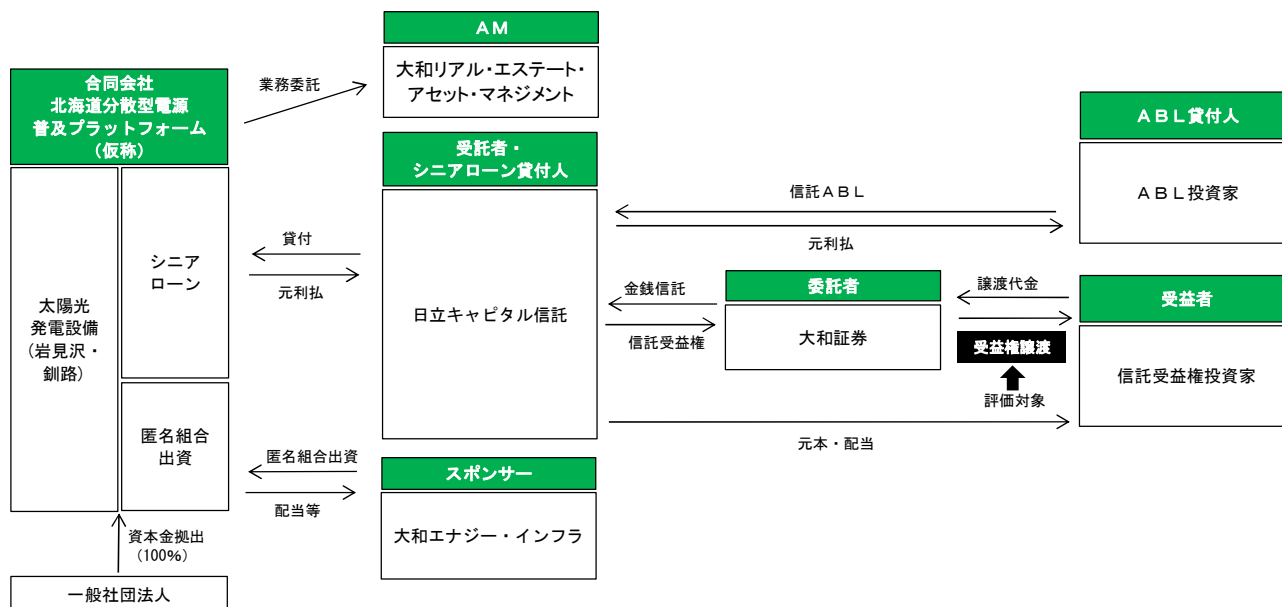 合同会社
北海道分散型電源
普及プラットフォーム
(仮称)
太陽光
発電設備
(岩見沢・
釧路)
シニア
ローン
匿名組合
出資
資本金拠出
(100%)
一般社団法人
業務委託
貸付
元利払
匿名組合出資
配当等
ＡＭ
大和リアル・エステート・
アセット・マネジメント
受託者・
シニアローン貸付人
日立キャピタル信託
スポンサー
大和エナジー・インフラ
信託ＡＢＬ
元利払
金銭信託
信託受益権
委託者
大和証券
譲渡代金
受益権譲渡
評価対象
元本・配当
ＡＢＬ貸付人
ＡＢＬ投資家
受益者
信託受益権投資家